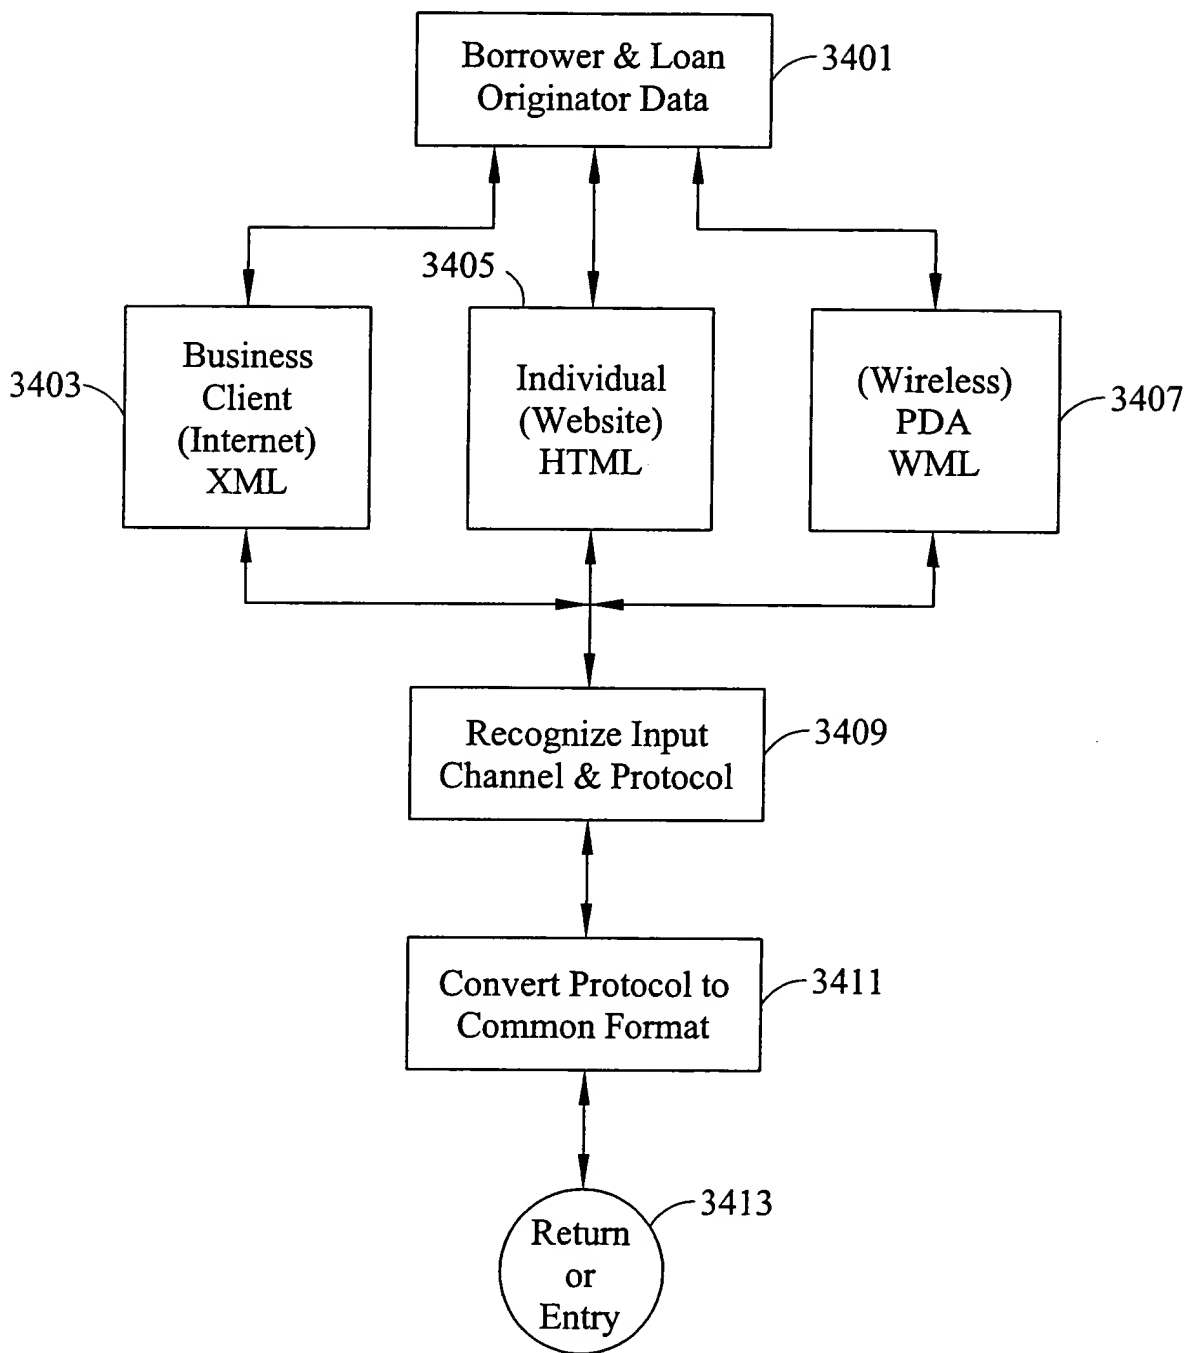 Borrower & Loan
Originator Data
3401
3405
3403
Business
Client
(Internet)
XML
Individual
(Website)
HTML
(Wireless)
PDA
WML
3407
Recognize Input
Channel & Protocol
3409
Convert Protocol to
Common Format
3411
Return
or
Entry
3413